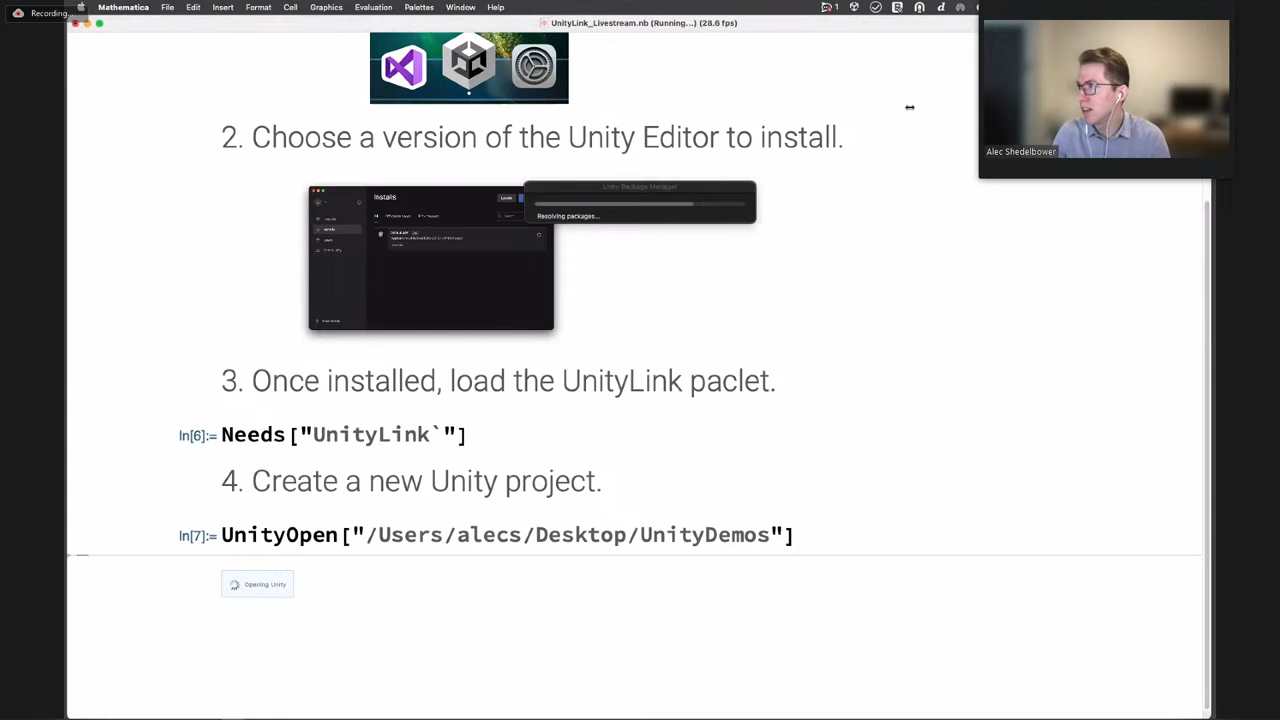 Recording...
Mathematica File Edit Insert Format Cell Graphics Evaluation Palettes Window Help
UnityLink_Livestream.nb (Running...) (28.6 fps)
Alec Shedelbower
2. Choose a version of the Unity Editor to install.
Unity Package Manager
Resolving packages...
Installs
Locate
3. Once installed, load the UnityLink paclet.
In[6]:= Needs["UnityLink`"]
4. Create a new Unity project.
In[7]:= UnityOpen["/Users/alecs/Desktop/UnityDemos"]
Opening Unity